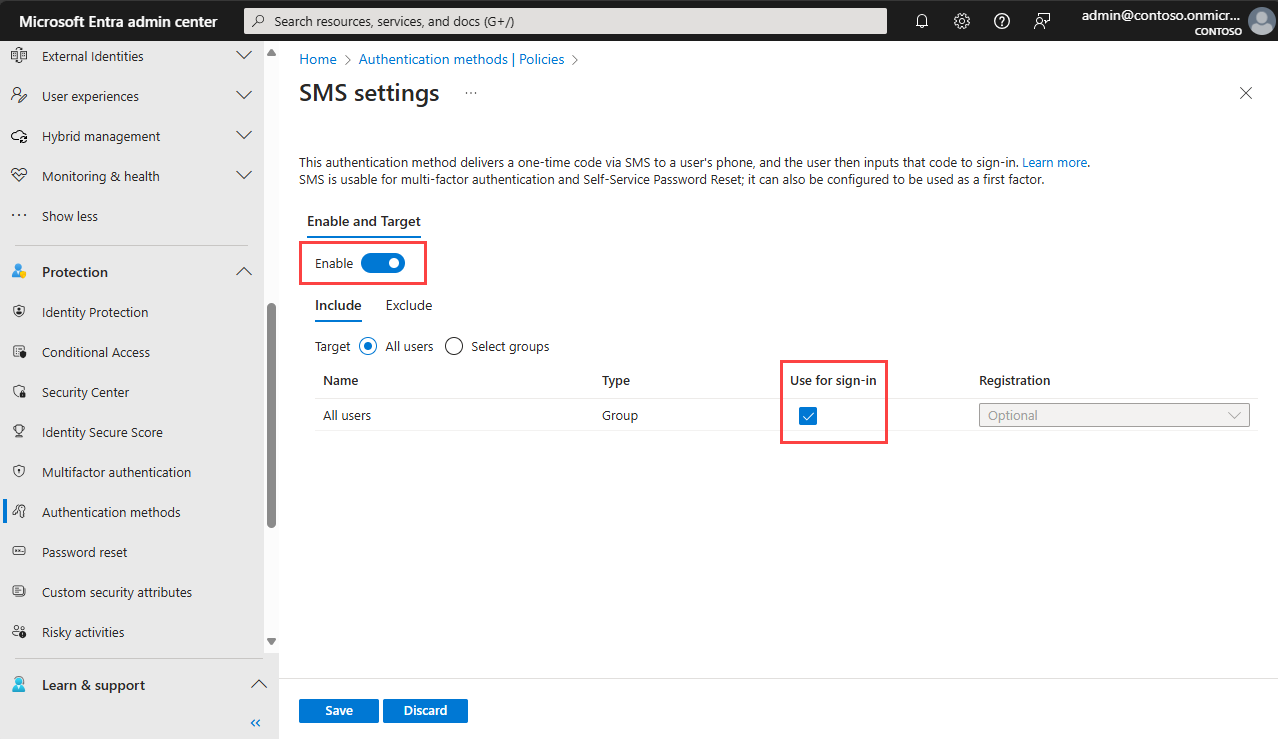 Microsoft Entra admin center
Search resources, services, and docs (G+/)
admin@contoso.onmicr...
CONTOSO
External Identities
User experiences
Hybrid management
Monitoring & health
Show less
Protection
Identity Protection
Conditional Access
Security Center
Identity Secure Score
Multifactor authentication
Authentication methods
Password reset
Custom security attributes
Risky activities
Learn & support
Home > Authentication methods | Policies >
SMS settings ...
This authentication method delivers a one-time code via SMS to a user's phone, and the user then inputs that code to sign-in. Learn more.
SMS is usable for multi-factor authentication and Self-Service Password Reset; it can also be configured to be used as a first factor.
Enable and Target
Enable
Include Exclude
Target All users Select groups
Name Type Use for sign-in Registration
All users Group Optional
Save Discard